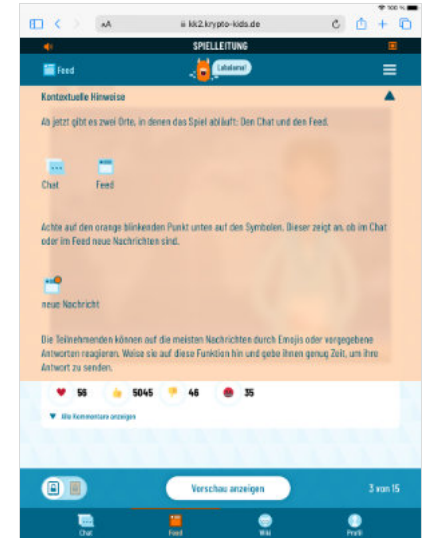 100 %
AA
kk2.krypto-kids.de
SPIELLEITUNG
Feed
Labalama!
Kontextuelle Hinweise
Ab jetzt gibt es zwei Orte, in denen das Spiel abläuft: Den Chat und den Feed.
Chat
Feed
Achte auf den orange blinkenden Punkt unten auf den Symbolen. Dieser zeigt an, ob im Chat
oder im Feed neue Nachrichten sind.
neue Nachricht
Die Teilnehmenden können auf die meisten Nachrichten durch Emojis oder vorgegebene
Antworten reagieren. Weise sie auf diese Funktion hin und gebe ihnen genug Zeit, um ihre
Antwort zu senden.
56 5045 46 35
Alle Kommentare anzeigen
Vorschau anzeigen
3 von 15
Chat Feed Wiki Profil